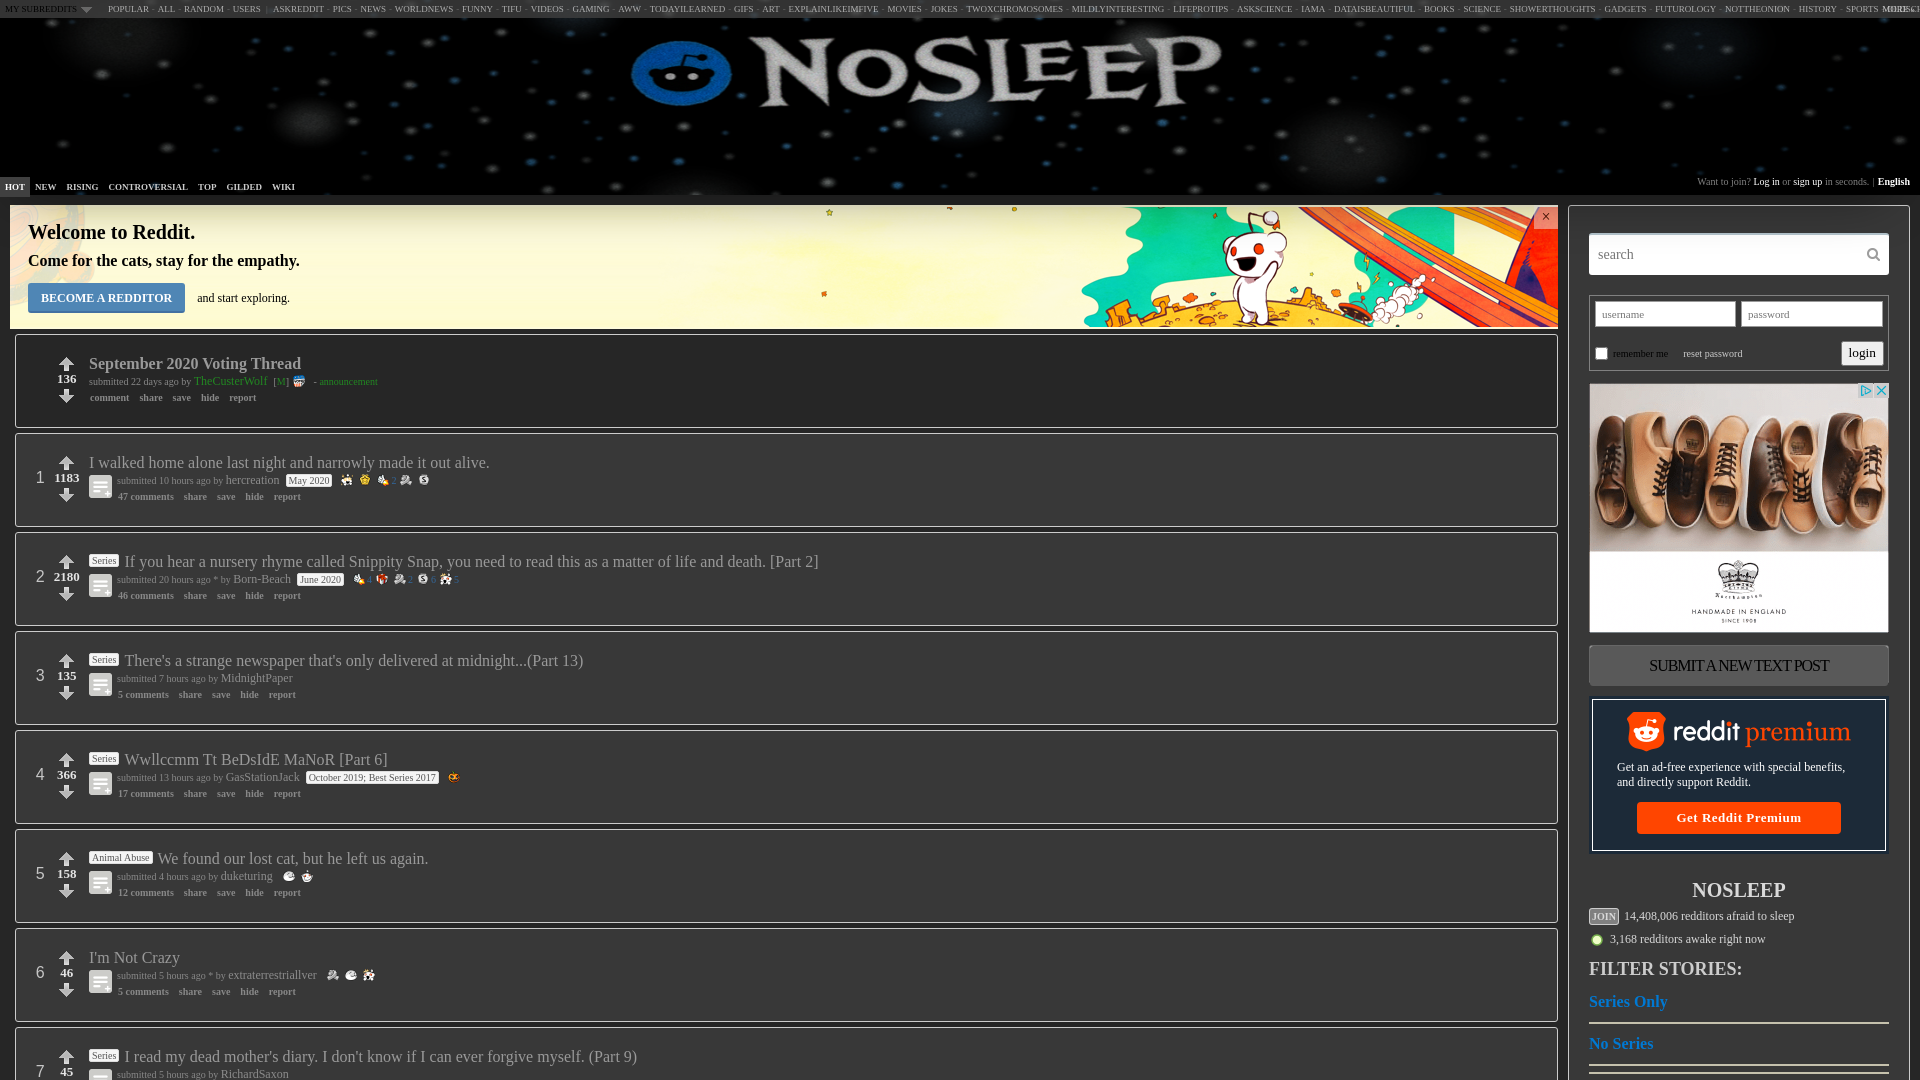 MY SUBREDDITS POPULAR - ALL - RANDOM - USERS | ASKREDDIT - PICS - NEWS - WORLDNEWS - FUNNY - TIFU - VIDEOS - GAMING - AWW - TODAYILEARNED - GIFS - ART - EXPLAINLIKEIMFIVE - MOVIES - JOKES - TWOXCHROMOSOMES - MILDLYINTERESTING - LIFEPROTIPS - ASKSCIENCE - IAMA - DATAISBEAUTIFUL - BOOKS - SCIENCE - SHOWERTHOUGHTS - GADGETS - FUTUROLOGY - NOTTHEONION - HISTORY - SPORTS
NOSLEEP
HOT NEW RISING CONTROVERSIAL TOP GILDED WIKI
Want to join? Log in or sign up in seconds. | English
Welcome to Reddit.
Come for the cats, stay for the empathy.
BECOME A REDDITOR and start exploring.
×
September 2020 Voting Thread
136
submitted 22 days ago by TheCusterWolf [M] - announcement
comment share save hide report
I walked home alone last night and narrowly made it out alive.
1 1183
submitted 10 hours ago by hercreation May 2020 2
47 comments share save hide report
Series If you hear a nursery rhyme called Snippity Snap, you need to read this as a matter of life and death. [Part 2]
2 2180
submitted 20 hours ago * by Born-Beach June 2020 4 2 6 5
46 comments share save hide report
Series There's a strange newspaper that's only delivered at midnight...(Part 13)
3 135
submitted 7 hours ago by MidnightPaper
5 comments share save hide report
Series Wwllccmm Tt BeDsIdE MaNoR [Part 6]
4 366
submitted 13 hours ago by GasStationJack October 2019; Best Series 2017
17 comments share save hide report
Animal Abuse We found our lost cat, but he left us again.
5 158
submitted 4 hours ago by duketuring
12 comments share save hide report
I'm Not Crazy
6 46
submitted 5 hours ago * by extraterrestriallver
5 comments share save hide report
Series I read my dead mother's diary. I don't know if I can ever forgive myself. (Part 9)
7 45
submitted 5 hours ago by RichardSaxon
search
username password
remember me reset password login
Northampton
HANDMADE IN ENGLAND
SINCE 1908
SUBMIT A NEW TEXT POST
reddit premium
Get an ad-free experience with special benefits,
and directly support Reddit.
Get Reddit Premium
NOSLEEP
JOIN 14,408,006 redditors afraid to sleep
3,168 redditors awake right now
FILTER STORIES:
Series Only
No Series